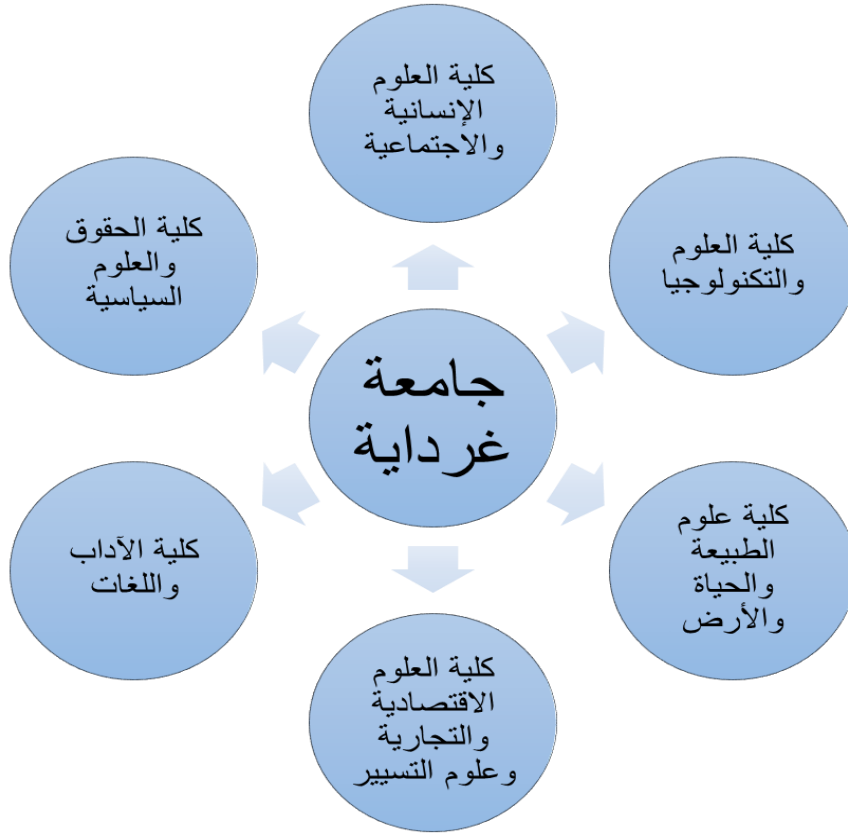 كلية العلوم
الإنسانية
والاجتماعية
كلية العلوم
والتكنولوجيا
كلية الحقوق
والعلوم
السياسية
جامعة
غرداية
كلية علوم
الطبيعة
والحياة
والأرض
كلية الآداب
واللغات
كلية العلوم
الاقتصادية
والتجارية
وعلوم التسيير